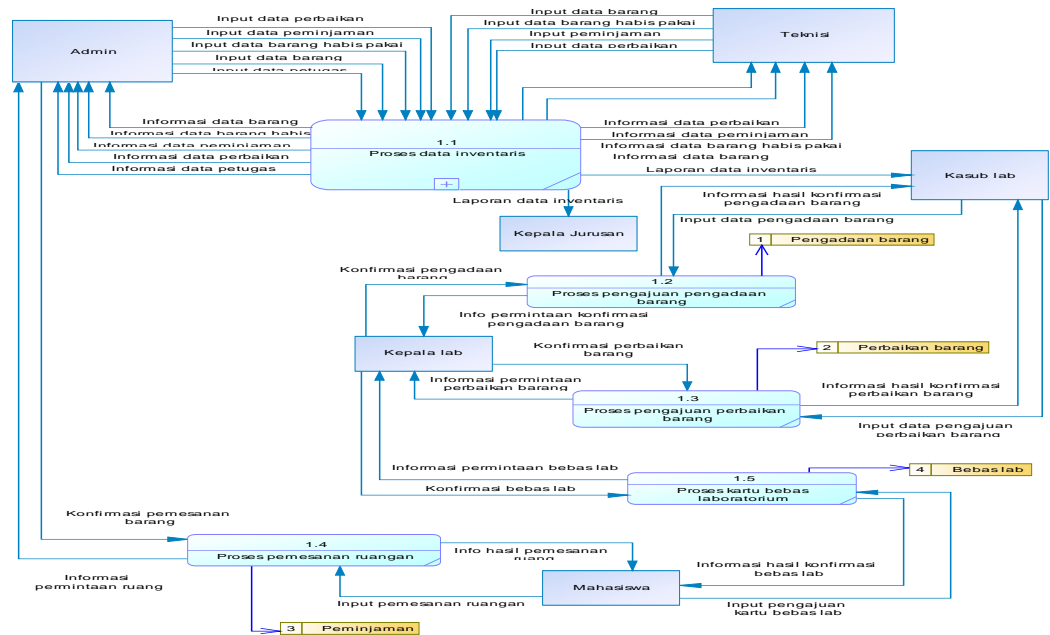 Input data perbaikan
Input data peminjaman
Input data barang habis pakai
Input data barang
Input data petugas
Admin
Input data barang
Input data barang habis pakai
Input peminjaman
Input data perbaikan
Teknisi
Informasi data barang
Informasi data barang habis
Informasi data peminjaman
Informasi data perbaikan
Informasi data petugas
1.1
Proses data inventaris
Informasi data perbaikan
Informasi data peminjaman
Informasi data barang habis pakai
Informasi data barang
Laporan data inventaris
Kasub lab
Laporan data inventaris
Kepala Jurusan
Informasi hasil konfirmasi
pengadaan barang
Input data pengadaan barang
1 Pengadaan barang
Konfirmasi pengadaan
barang
1.2
Proses pengajuan pengadaan
barang
Info permintaan konfirmasi
pengadaan barang
Kepala lab
Konfirmasi perbaikan
barang
2 Perbaikan barang
Informasi permintaan
perbaikan barang
1.3
Proses pengajuan perbaikan
barang
Informasi hasil konfirmasi
perbaikan barang
Input data pengajuan
perbaikan barang
Informasi permintaan bebas lab
Konfirmasi bebas lab
1.5
Proses kartu bebas
laboratorium
4 Bebas lab
Konfirmasi pemesanan
barang
1.4
Proses pemesanan ruangan
Info hasil pemesanan
ruang
Informasi
permintaan ruang
Mahasiswa
Informasi hasil konfirmasi
bebas lab
Input pemesanan ruangan
Input pengajuan
kartu bebas lab
3 Peminjaman